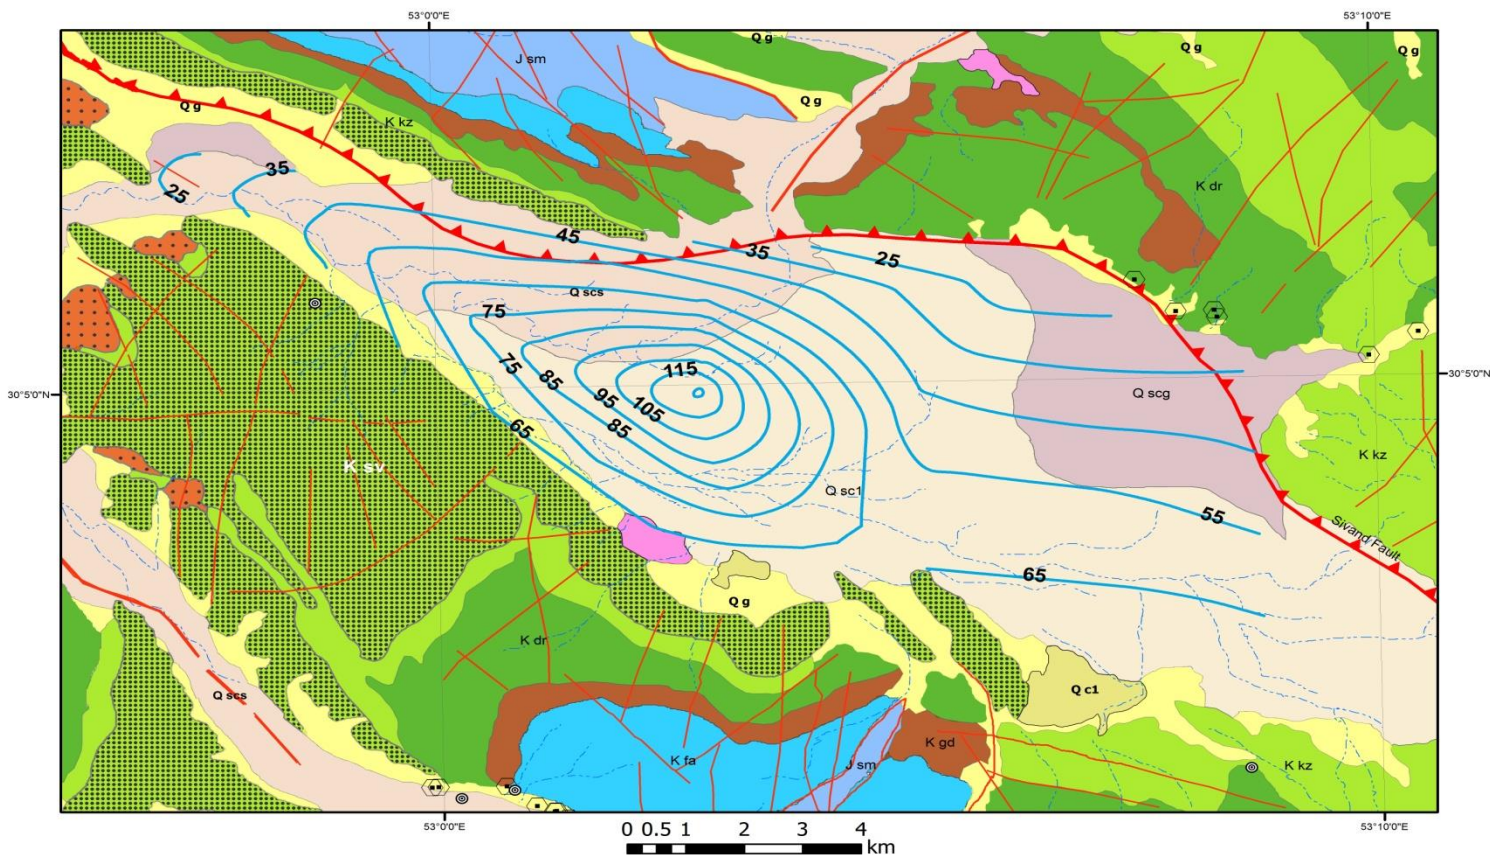 53°0'0"E
53°10'0"E
Q g
Q g
Q g
J sm
Q g
Q g
K kz
35
25
K dr
45
35
25
Q scs
75
115
30°5'0"N
30°5'0"N
75
85
95
105
Q scg
65
85
K kz
K sv
Q sc1
55
Sivand Fault
65
Q g
K dr
Q scs
Q c1
K gd
K fa
J sm
K kz
53°0'0"E
53°10'0"E
0 0.5 1 2 3 4
km